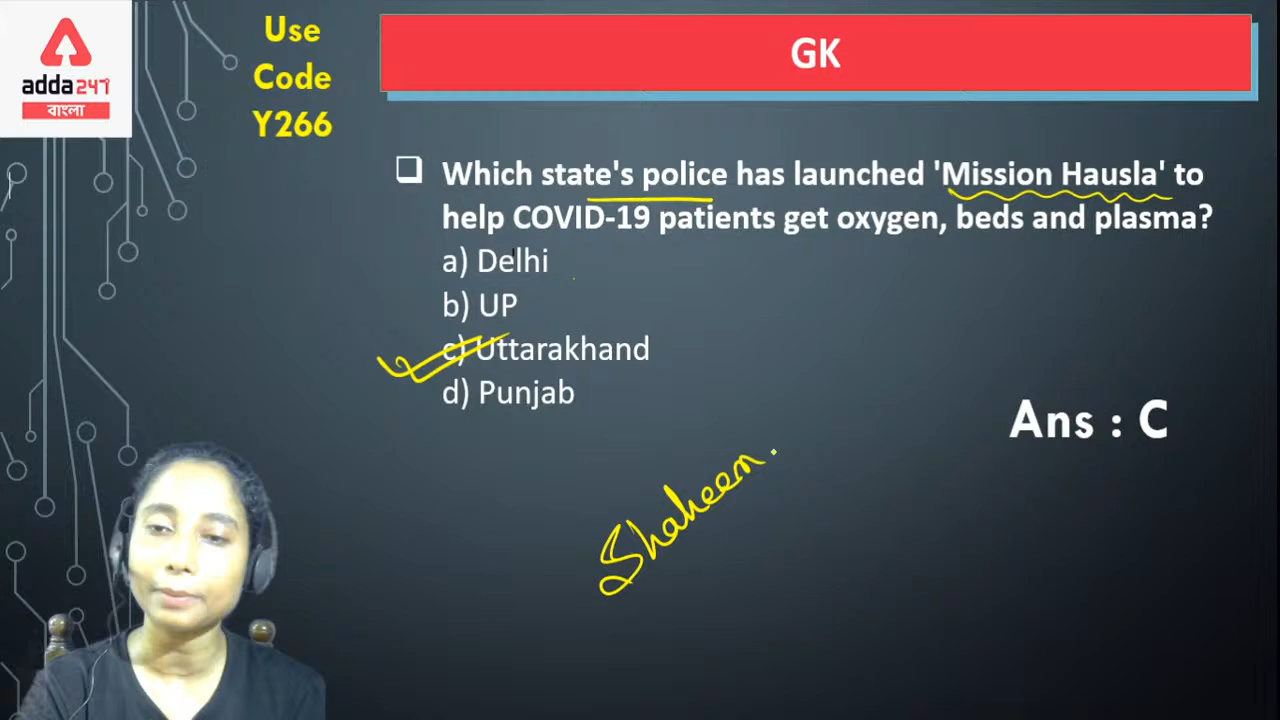 adda247
বাংলা
Use
Code
Y266
GK
Which state's police has launched 'Mission Hausla' to
help COVID-19 patients get oxygen, beds and plasma?
a) Delhi
b) UP
c) Uttarakhand
d) Punjab
Ans : C
Shaheen.